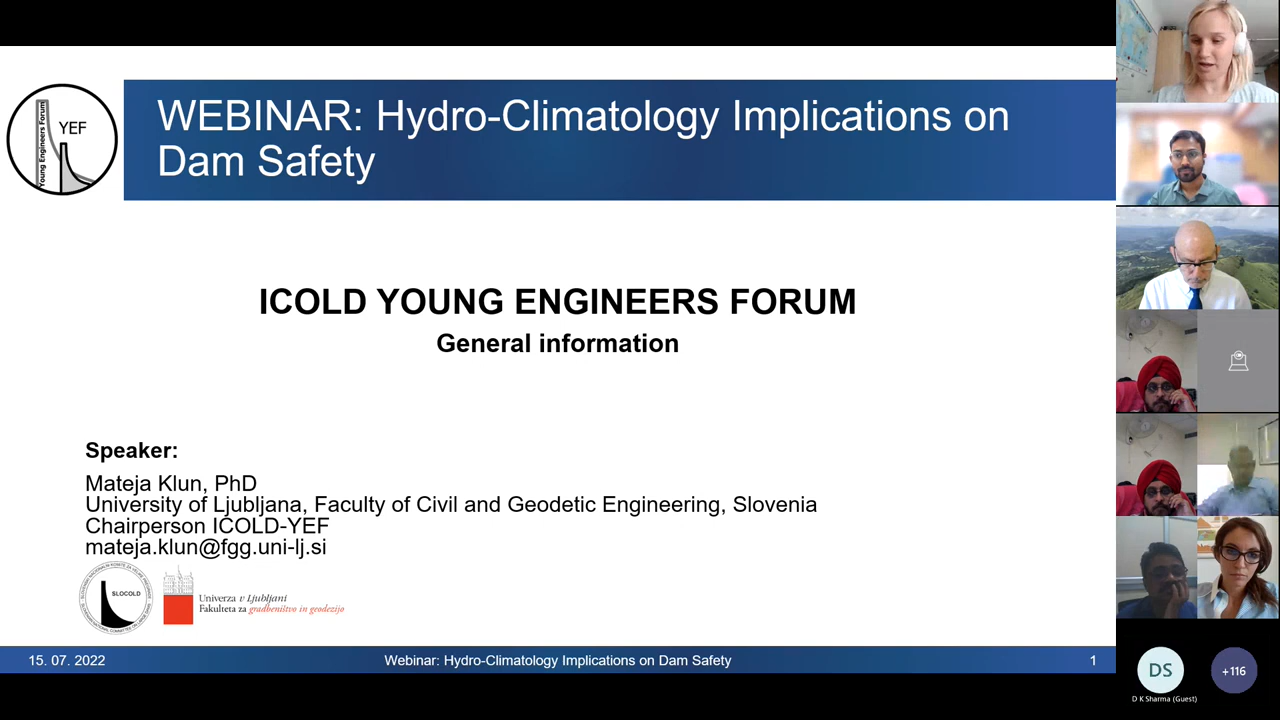 YEF
Young Engineers Forum
WEBINAR: Hydro-Climatology Implications on
Dam Safety
ICOLD YOUNG ENGINEERS FORUM
General information
Speaker:
Mateja Klun, PhD
University of Ljubljana, Faculty of Civil and Geodetic Engineering, Slovenia
Chairperson ICOLD-YEF
mateja.klun@fgg.uni-lj.si
SLOCOLD
Univerza v Ljubljani
Fakulteta za gradbeništvo in geodezijo
15. 07. 2022
Webinar: Hydro-Climatology Implications on Dam Safety
1
DS
+116
D K Sharma (Guest)